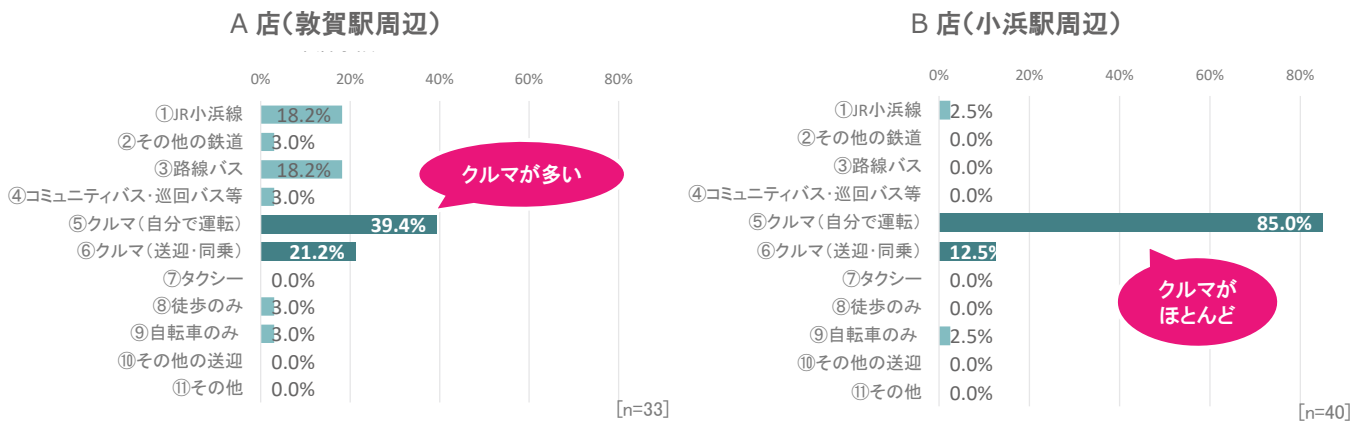 A 店(敦賀駅周辺)
0% 20% 40% 60% 80%
①JR小浜線 18.2%
②その他の鉄道 3.0%
③路線バス 18.2%
④コミュニティバス・巡回バス等 3.0%
⑤クルマ(自分で運転) 39.4%
⑥クルマ(送迎・同乗) 21.2%
⑦タクシー 0.0%
⑧徒歩のみ 3.0%
⑨自転車のみ 3.0%
⑩その他の送迎 0.0%
⑪その他 0.0%
クルマが多い
[n=33]
B 店(小浜駅周辺)
0% 20% 40% 60% 80%
①JR小浜線 2.5%
②その他の鉄道 0.0%
③路線バス 0.0%
④コミュニティバス・巡回バス等 0.0%
⑤クルマ(自分で運転) 85.0%
⑥クルマ(送迎・同乗) 12.5%
⑦タクシー 0.0%
⑧徒歩のみ 0.0%
⑨自転車のみ 2.5%
⑩その他の送迎 0.0%
⑪その他 0.0%
クルマが
ほとんど
[n=40]